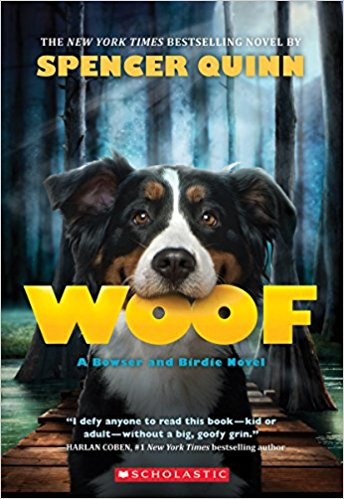 THE NEW YORK TIMES BESTSELLING NOVEL BY
SPENCER QUINN
WOOF
A Bowser and Birdie Novel
“I defy anyone to read this book—kid or
adult—without a big, goofy grin.”
HARLAN COBEN, #1 New York Times bestselling author
SCHOLASTIC